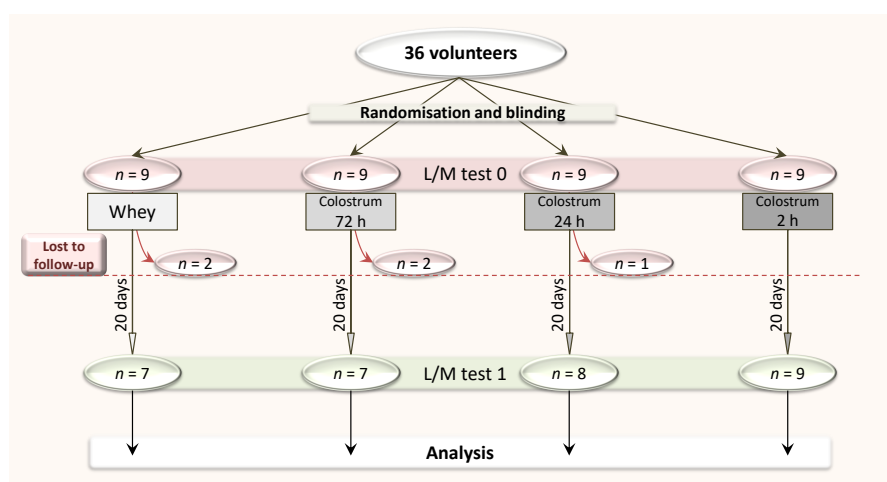 36 volunteers
Randomisation and blinding
n = 9
n = 9
L/M test 0
n = 9
n = 9
Whey
Colostrum
72 h
Colostrum
24 h
Colostrum
2 h
Lost to
follow-up
n = 2
n = 2
n = 1
20 days
20 days
20 days
20 days
n = 7
n = 7
L/M test 1
n = 8
n = 9
Analysis